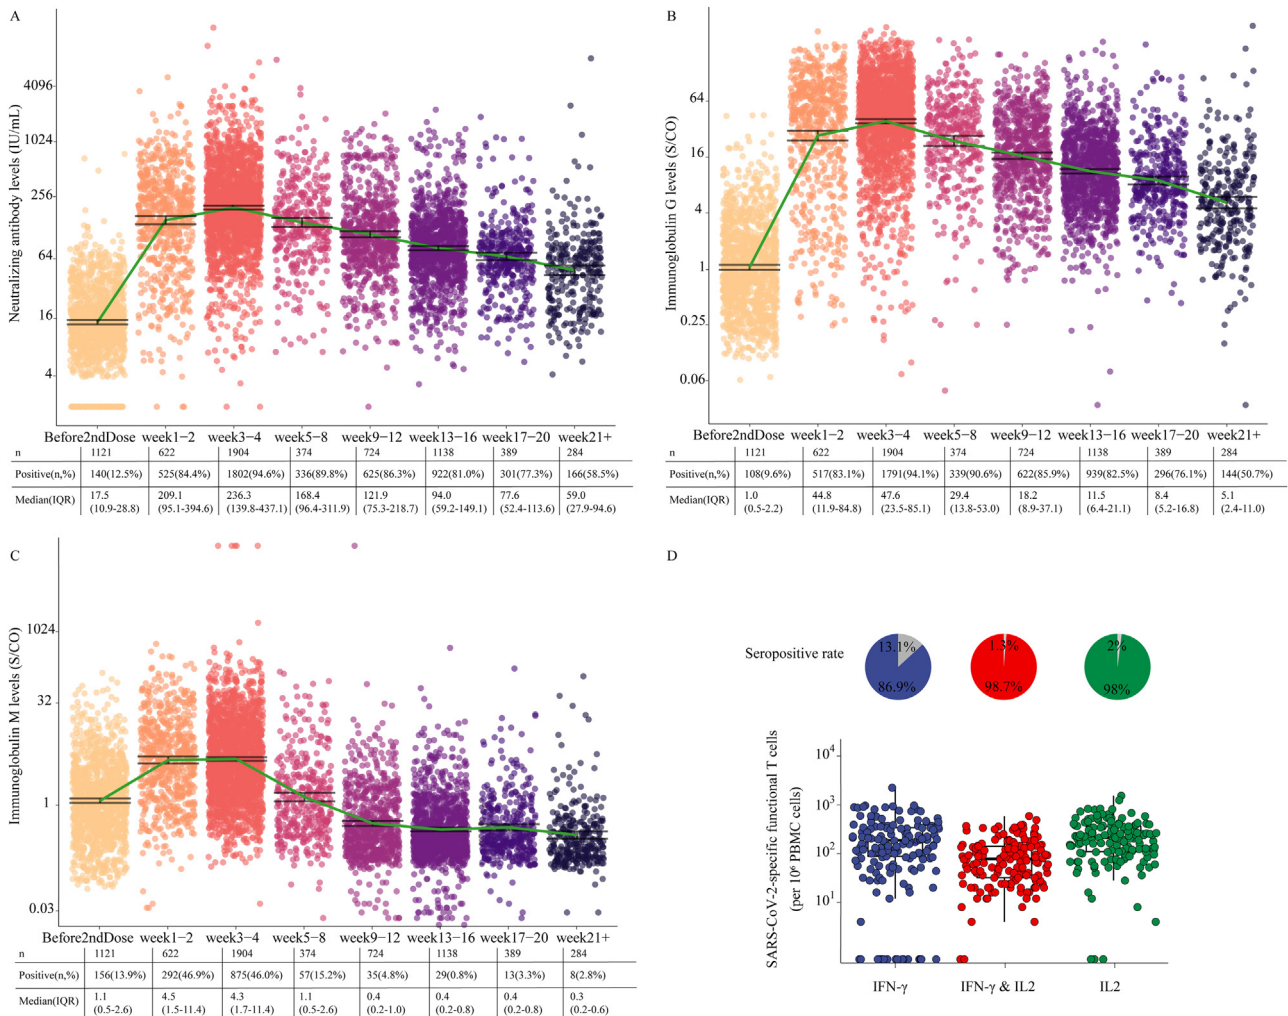 A
Neutralizing antibody levels (IU/mL)
4096
1024
256
64
16
4
Before2ndDose week1−2 week3−4 week5−8 week9−12 week13−16 week17−20 week21+
n 1121 622 1904 374 724 1138 389 284
Positive(n,%) 140(12.5%) 525(84.4%) 1802(94.6%) 336(89.8%) 625(86.3%) 922(81.0%) 301(77.3%) 166(58.5%)
Median(IQR) 17.5 209.1 236.3 168.4 121.9 94.0 77.6 59.0
(10.9-28.8) (95.1-394.6) (139.8-437.1) (96.4-311.9) (75.3-218.7) (59.2-149.1) (52.4-113.6) (27.9-94.6)
B
Immunoglobulin G levels (S/CO)
64
16
4
1
0.25
0.06
Before2ndDose week1−2 week3−4 week5−8 week9−12 week13−16 week17−20 week21+
n 1121 622 1904 374 724 1138 389 284
Positive(n,%) 108(9.6%) 517(83.1%) 1791(94.1%) 339(90.6%) 622(85.9%) 939(82.5%) 296(76.1%) 144(50.7%)
Median(IQR) 1.0 44.8 47.6 29.4 18.2 11.5 8.4 5.1
(0.5-2.2) (11.9-84.8) (23.5-85.1) (13.8-53.0) (8.9-37.1) (6.4-21.1) (5.2-16.8) (2.4-11.0)
C
Immunoglobulin M levels (S/CO)
1024
32
1
0.03
Before2ndDose week1−2 week3−4 week5−8 week9−12 week13−16 week17−20 week21+
n 1121 622 1904 374 724 1138 389 284
Positive(n,%) 156(13.9%) 292(46.9%) 875(46.0%) 57(15.2%) 35(4.8%) 29(0.8%) 13(3.3%) 8(2.8%)
Median(IQR) 1.1 4.5 4.3 1.1 0.4 0.4 0.4 0.3
(0.5-2.6) (1.5-11.4) (1.7-11.4) (0.5-2.6) (0.2-1.0) (0.2-0.8) (0.2-0.8) (0.2-0.6)
D
Seropositive rate
13.1% 1.3% 2%
86.9% 98.7% 98%
SARS-CoV-2-specific functional T cells
(per 10⁶ PBMC cells)
10⁴
10³
10²
10¹
IFN-γ IFN-γ & IL2 IL2